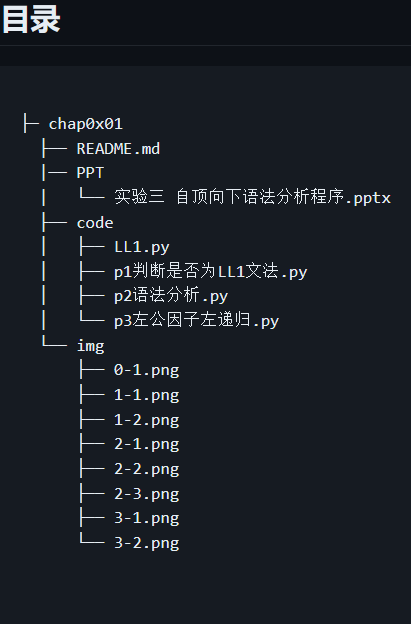 目录
├─ chap0x01
  ├── README.md
  |── PPT
  │   └── 实验三 自顶向下语法分析程序.pptx
  ├── code
  │   ├── LL1.py
  │   ├── p1判断是否为LL1文法.py
  │   ├── p2语法分析.py
  │   └── p3左公因子左递归.py
  └── img
      ├── 0-1.png
      ├── 1-1.png
      ├── 1-2.png
      ├── 2-1.png
      ├── 2-2.png
      ├── 2-3.png
      ├── 3-1.png
      └── 3-2.png